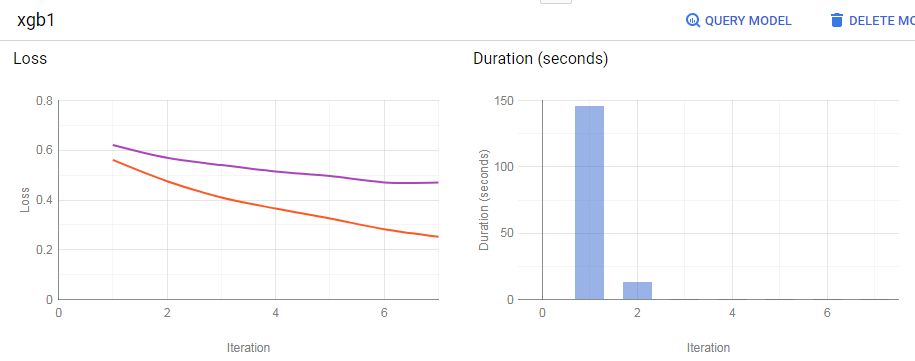 xgb1
QUERY MODEL
DELETE MO
Loss
Duration (seconds)
0.8
0.6
0.4
0.2
0
Loss
0
2
4
6
Iteration
150
100
50
0
Duration (seconds)
0
2
4
6
Iteration